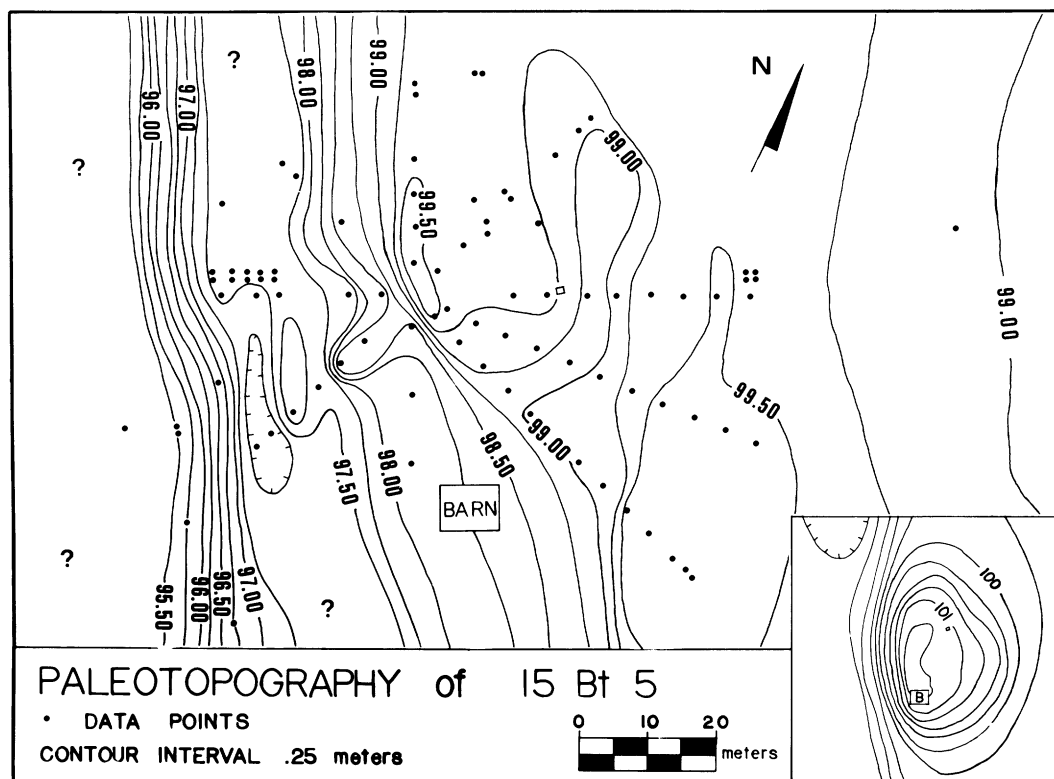 ?
96.00
97.00
98.00
99.00
N
?
99.00
99.50
99.00
99.50
99.00
98.50
97.50
98.00
BARN
?
95.50
96.00
96.50
97.00
?
100
101
B
PALEOTOPOGRAPHY of 15 Bt 5
• DATA POINTS
CONTOUR INTERVAL .25 meters
0 10 20
meters